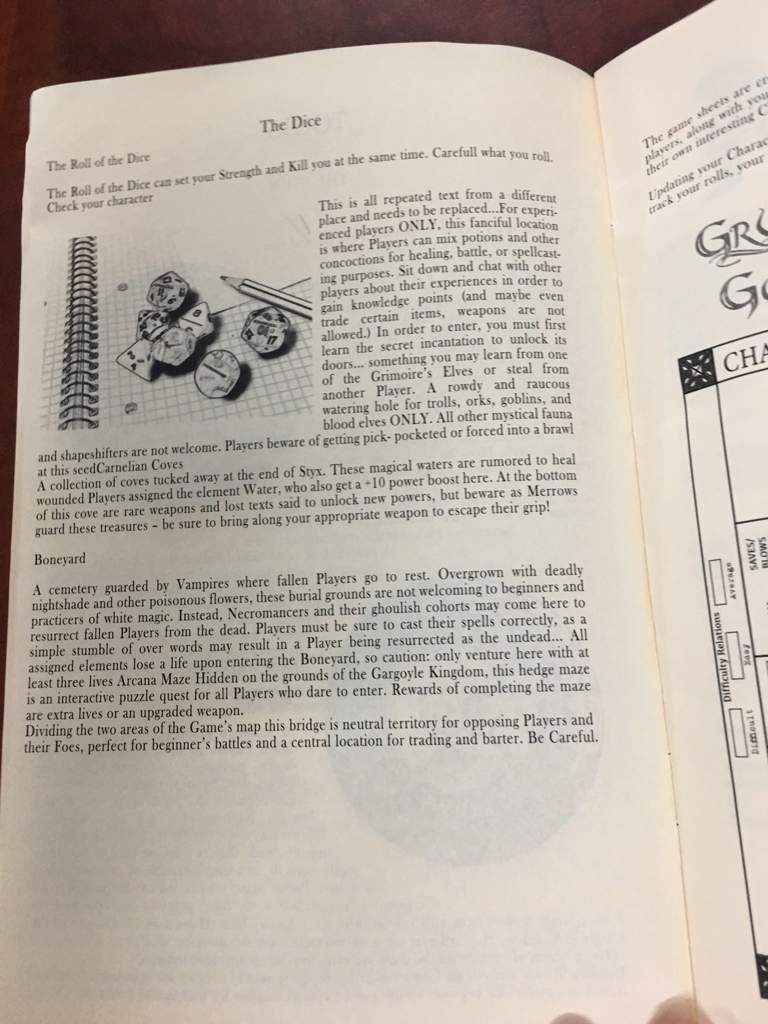 The Dice
The Roll of the Dice
The Roll of the Dice can set your Strength and Kill you at the same time. Carefull what you roll.
Check your character
This is all repeated text from a different
place and needs to be replaced...For experi-
enced players ONLY, this fanciful location
is where Players can mix potions and other
concoctions for healing, battle, or spellcast-
ing purposes. Sit down and chat with other
players about their experiences in order to
gain knowledge points (and maybe even
trade certain items, weapons are not
allowed.) In order to enter, you must first
learn the secret incantation to unlock its
doors... something you may learn from one
of the Grimoire's Elves or steal from
another Player. A rowdy and raucous
watering hole for trolls, orks, goblins, and
blood elves ONLY. All other mystical fauna
and shapeshifters are not welcome. Players beware of getting pick- pocketed or forced into a brawl
at this seedCarnelian Coves
A collection of coves tucked away at the end of Styx. These magical waters are rumored to heal
wounded Players assigned the element Water, who also get a +10 power boost here. At the bottom
of this cove are rare weapons and lost texts said to unlock new powers, but beware as Merrows
guard these treasures – be sure to bring along your appropriate weapon to escape their grip!
Boneyard
A cemetery guarded by Vampires where fallen Players go to rest. Overgrown with deadly
nightshade and other poisonous flowers, these burial grounds are not welcoming to beginners and
practicers of white magic. Instead, Necromancers and their ghoulish cohorts may come here to
resurrect fallen Players from the dead. Players must be sure to cast their spells correctly, as a
simple stumble of over words may result in a Player being resurrected as the undead... All
assigned elements lose a life upon entering the Boneyard, so caution: only venture here with at
least three lives Arcana Maze Hidden on the grounds of the Gargoyle Kingdom, this hedge maze
is an interactive puzzle quest for all Players who dare to enter. Rewards of completing the maze
are extra lives or an upgraded weapon.
Dividing the two areas of the Game's map this bridge is neutral territory for opposing Players and
their Foes, perfect for beginner's battles and a central location for trading and barter. Be Careful.
The game sheets are
players, along with
their own interesting
Updating your
track your rolls, your
CHA
SAVES/
BLOWS
Difficulty Relations
Average
Easy
Difficult